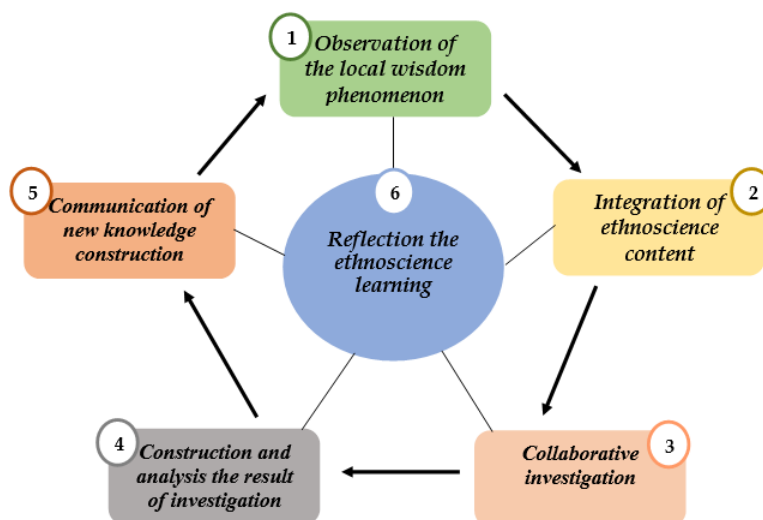 1
Observation of
the local wisdom
phenomenon
2
Integration of
ethnoscience
content
3
Collaborative
investigation
4
Construction and
analysis the result
of investigation
5
Communication of
new knowledge
construction
6
Reflection the
ethnoscience
learning